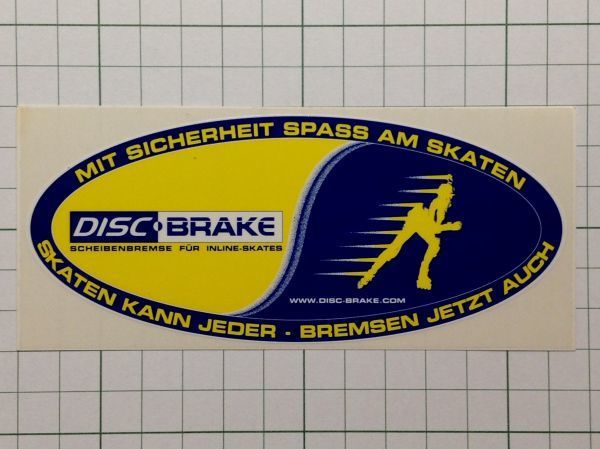 MIT SICHERHEIT SPASS AM SKATEN
DISC•BRAKE
SCHEIBENBREMSE FÜR INLINE-SKATES
WWW.DISC-BRAKE.COM
SKATEN KANN JEDER - BREMSEN JETZT AUCH